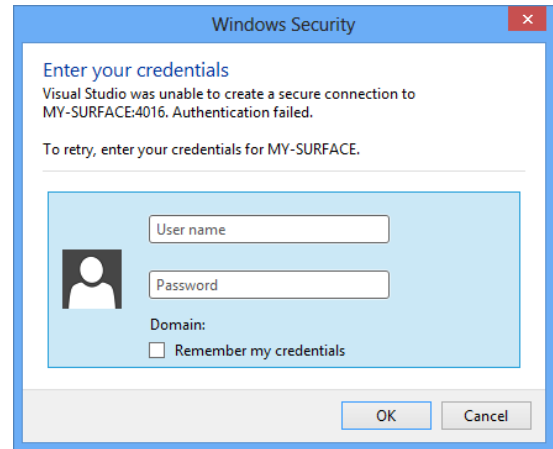 Windows Security
Enter your credentials
Visual Studio was unable to create a secure connection to
MY-SURFACE:4016. Authentication failed.
To retry, enter your credentials for MY-SURFACE.
User name
Password
Domain:
Remember my credentials
OK
Cancel